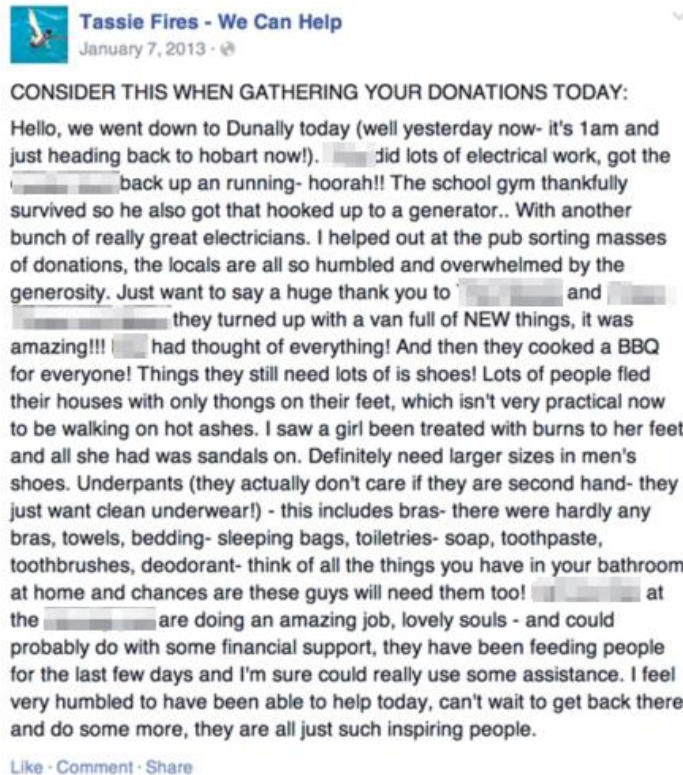 Tassie Fires - We Can Help
January 7, 2013 ·
CONSIDER THIS WHEN GATHERING YOUR DONATIONS TODAY:
Hello, we went down to Dunally today (well yesterday now- it's 1am and
just heading back to hobart now!). did lots of electrical work, got the
back up an running- hoorah!! The school gym thankfully
survived so he also got that hooked up to a generator.. With another
bunch of really great electricians. I helped out at the pub sorting masses
of donations, the locals are all so humbled and overwhelmed by the
generosity. Just want to say a huge thank you to and
they turned up with a van full of NEW things, it was
amazing!!! had thought of everything! And then they cooked a BBQ
for everyone! Things they still need lots of is shoes! Lots of people fled
their houses with only thongs on their feet, which isn't very practical now
to be walking on hot ashes. I saw a girl been treated with burns to her feet
and all she had was sandals on. Definitely need larger sizes in men's
shoes. Underpants (they actually don't care if they are second hand- they
just want clean underwear!) - this includes bras- there were hardly any
bras, towels, bedding- sleeping bags, toiletries- soap, toothpaste,
toothbrushes, deodorant- think of all the things you have in your bathroom
at home and chances are these guys will need them too! at
the are doing an amazing job, lovely souls - and could
probably do with some financial support, they have been feeding people
for the last few days and I'm sure could really use some assistance. I feel
very humbled to have been able to help today, can't wait to get back there
and do some more, they are all just such inspiring people.
Like · Comment · Share